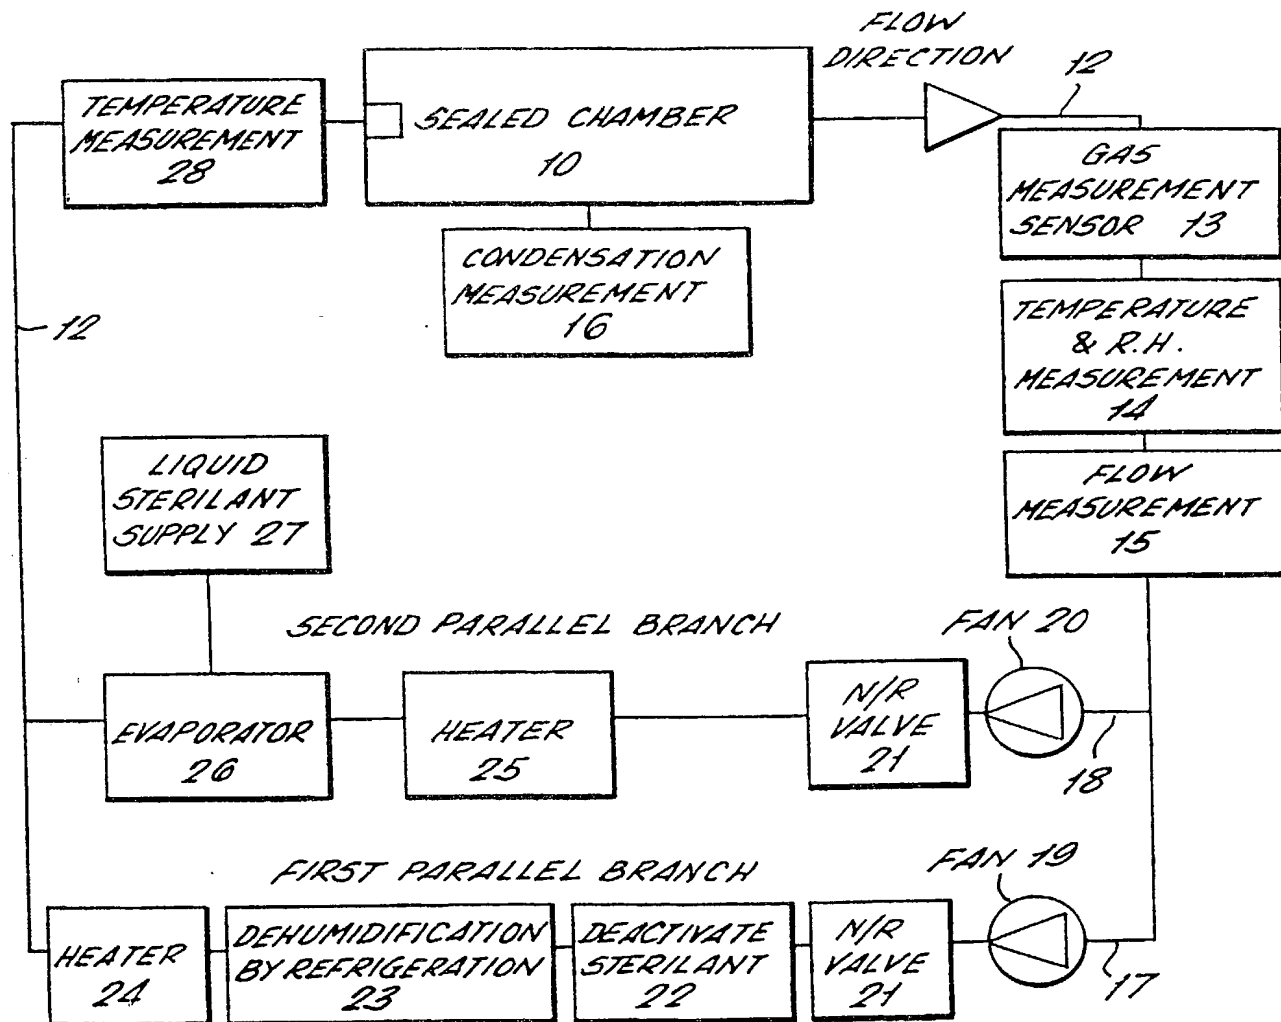 FLOW
DIRECTION
12
TEMPERATURE
MEASUREMENT
28
SEALED CHAMBER
10
GAS
MEASUREMENT
SENSOR 13
CONDENSATION
MEASUREMENT
16
TEMPERATURE
& R.H.
MEASUREMENT
14
12
LIQUID
STERILANT
SUPPLY 27
FLOW
MEASUREMENT
15
SECOND PARALLEL BRANCH
FAN 20
EVAPORATOR
26
HEATER
25
N/R
VALVE
21
18
FIRST PARALLEL BRANCH
FAN 19
HEATER
24
DEHUMIDIFICATION
BY REFRIGERATION
23
DEACTIVATE
STERILANT
22
N/R
VALVE
21
17